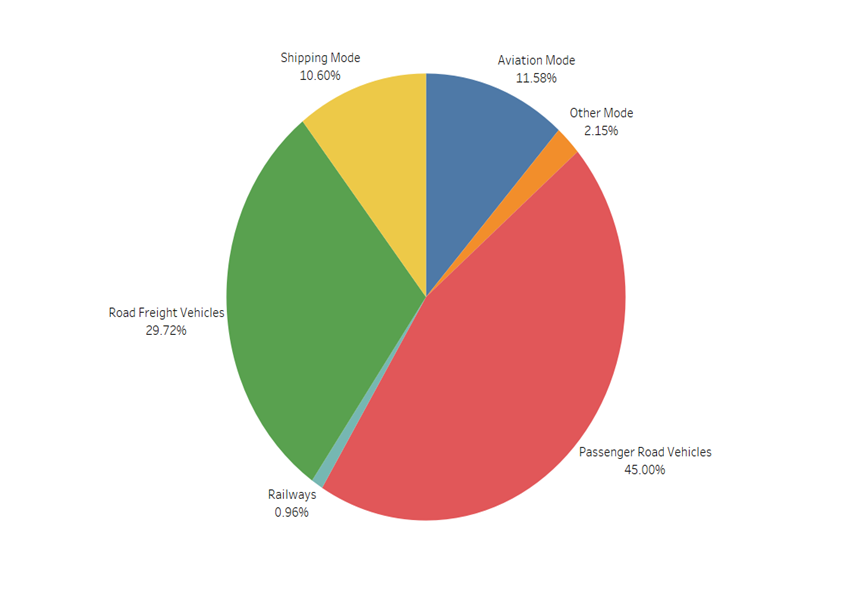 Shipping Mode
10.60%
Aviation Mode
11.58%
Other Mode
2.15%
Road Freight Vehicles
29.72%
Passenger Road Vehicles
45.00%
Railways
0.96%